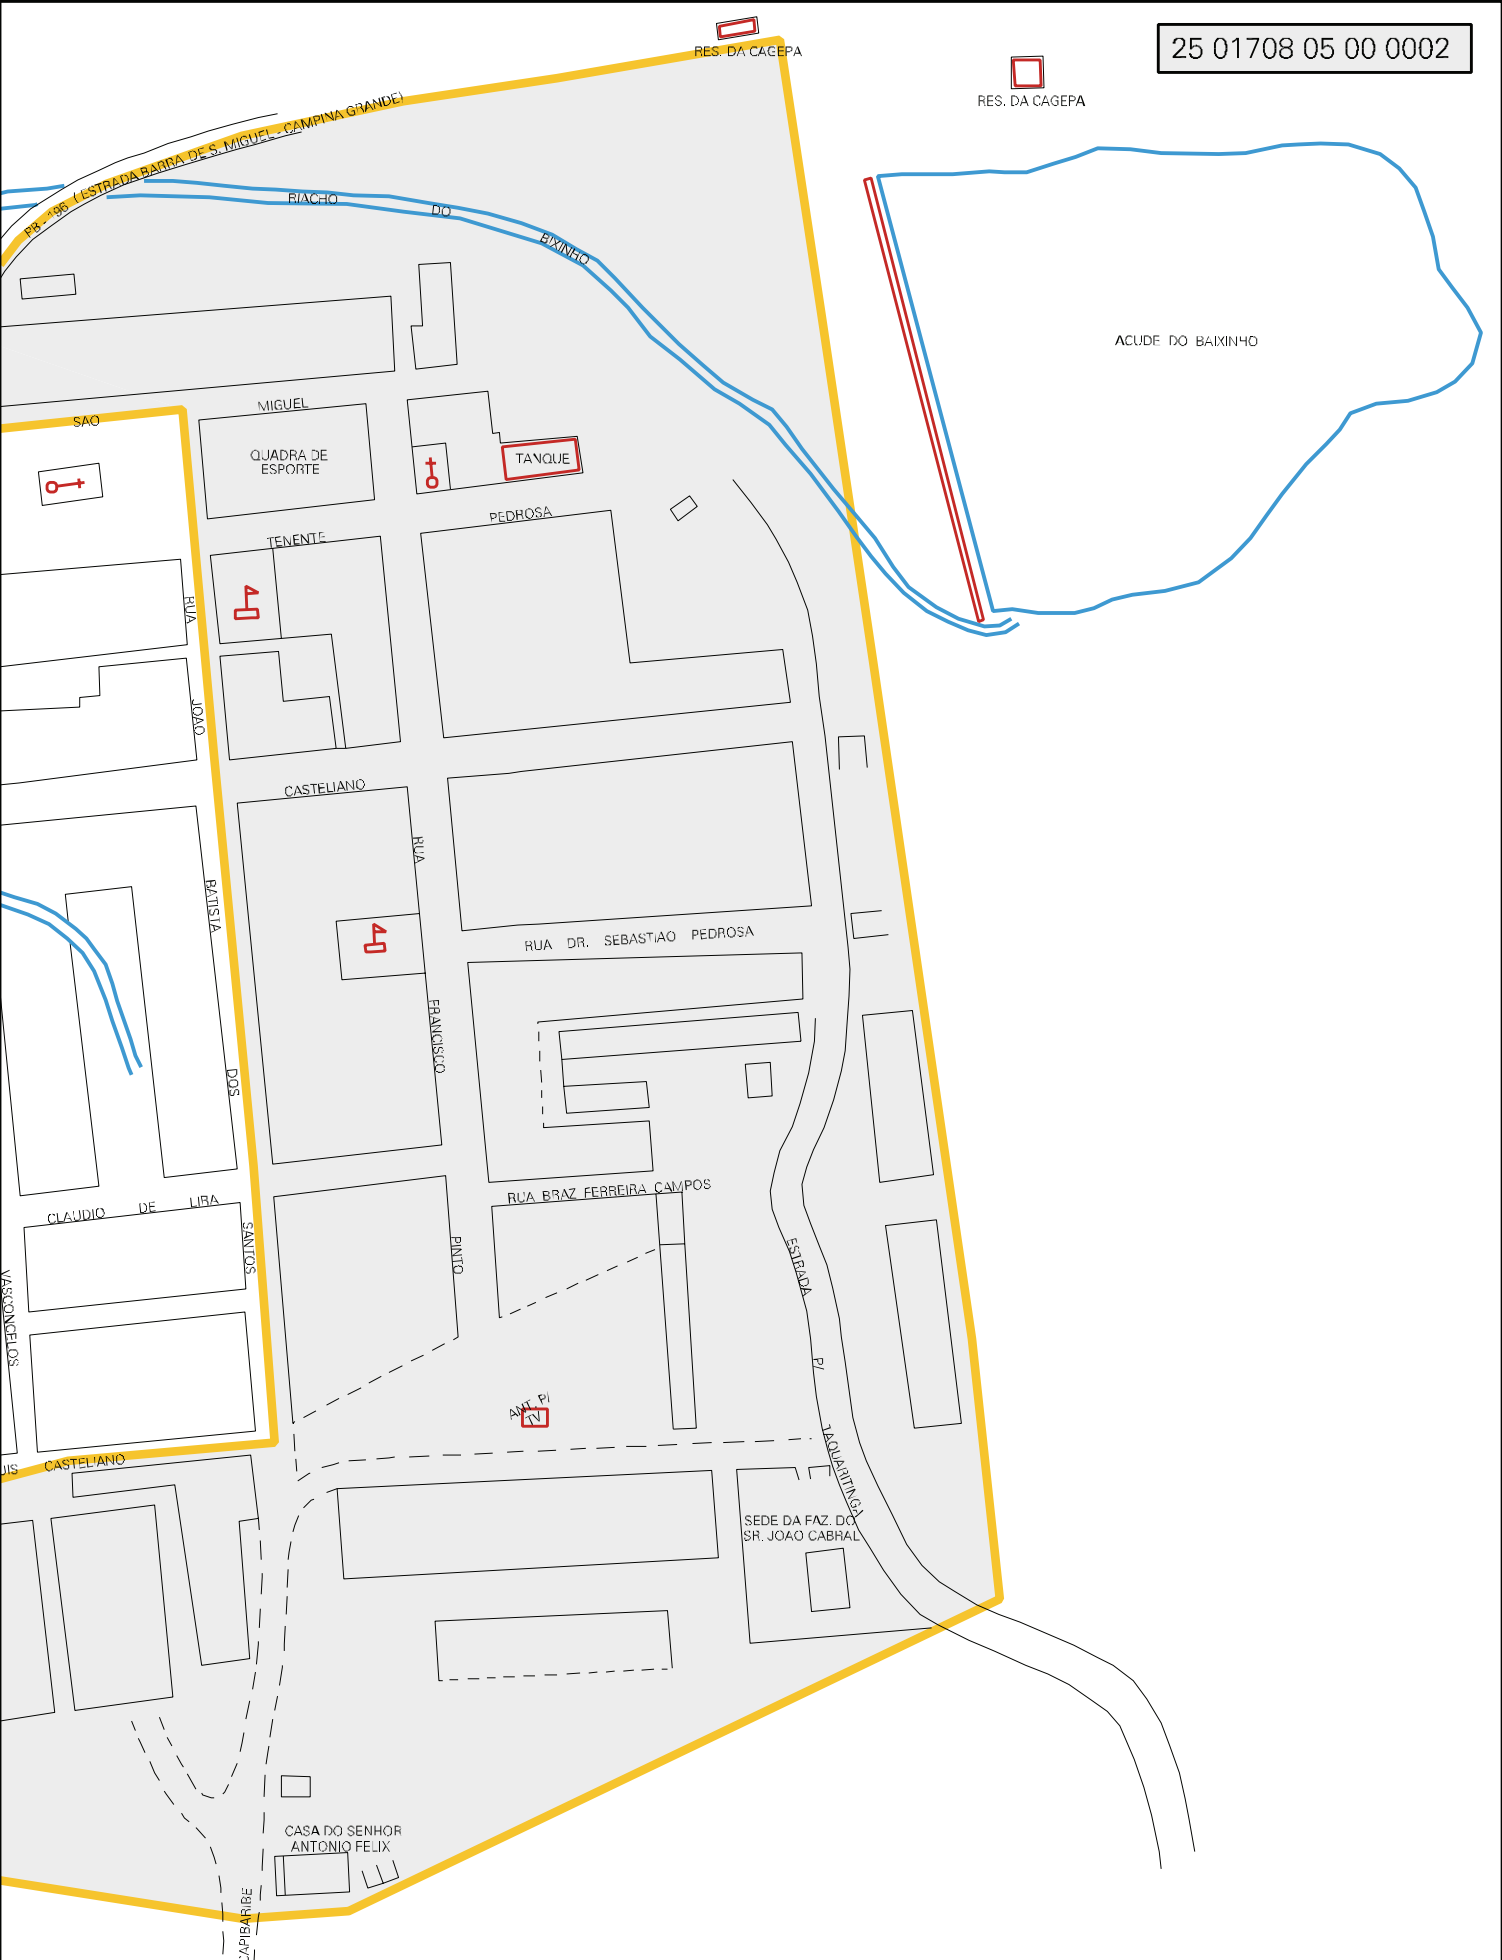 25 01708 05 00 0002
RES. DA CAGEPA
RES. DA CAGEPA
PB - 196 ( ESTRADA BARRA DE S. MIGUEL - CAMPINA GRANDE)
RIACHO DO BIXINHO
ACUDE DO BAIXINHO
SAO MIGUEL
QUADRA DE
ESPORTE
TANQUE
TENENTE PEDROSA
RUA JOAO BATISTA DOS SANTOS
CASTELIANO
RUA FRANCISCO PINTO
RUA DR. SEBASTIAO PEDROSA
RUA BRAZ FERREIRA CAMPOS
CLAUDIO DE LIRA
VASCONCELOS
ESTRADA P/ TAQUARITINGA
ANT. P/
TV
UIS CASTELIANO
SEDE DA FAZ. DO
SR. JOAO CABRAL
CASA DO SENHOR
ANTONIO FELIX
CAPIBARIBE